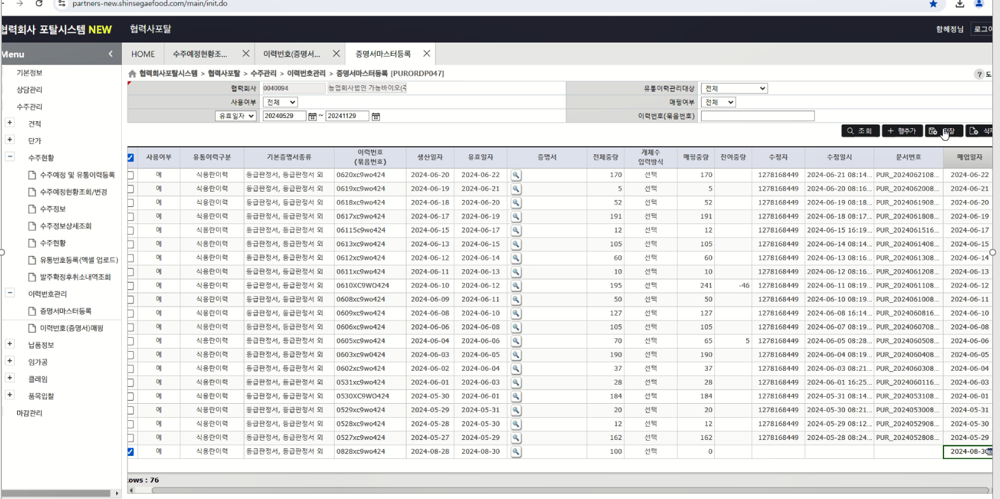 partners-new.shinsegaefood.com/main/init.do
협력회사 포탈시스템 NEW 협력사포탈 함혜정님
Menu
HOME 수주예정현황조... 이력번호(증명서... 증명서마스터등록
기본정보
상담관리
수주관리
견적
단가
수주현황
수주예정 및 유통이력등록
수주예정현황조회/변경
수주정보
수주정보상세조회
수주현황
유통번호등록(엑셀 업로드)
발주확정후취소내역조회
이력번호관리
증명서마스터등록
이력번호(증명서)매핑
납품정보
임가공
클레임
품목입찰
마감관리
협력회사포탈시스템 > 협력사포탈 > 수주관리 > 이력번호관리 > 증명서마스터등록 [PURORDP047] ?
협력회사 0040094 농업회사법인 가농바이오(주 유통이력관리대상 전체
사용여부 전체 매핑여부 전체
유효일자 20240529 ~ 20241129 이력번호(묶음번호)
조회 행추가 저장
사용여부 유통이력구분 기본증명서종류 이력번호 (묶음번호) 생산일자 유효일자 증명서 전체중량 개체수 입력방식 매핑중량 잔여중량 수정자 수정일시 문서번호 매입일자
예 식용란이력 등급판정서, 등급판정서 외 0620xc9wo424 2024-06-20 2024-06-22 170 선택 170 1278168449 2024-06-21 08:14... PUR_2024062108... 2024-06-22
예 식용란이력 등급판정서, 등급판정서 외 0619xc9wo424 2024-06-19 2024-06-21 5 선택 5 1278168449 2024-06-20 08:16... PUR_2024062008... 2024-06-21
예 식용란이력 등급판정서, 등급판정서 외 0618xc9wo424 2024-06-18 2024-06-20 52 선택 52 1278168449 2024-06-19 08:18... PUR_2024061908... 2024-06-20
예 식용란이력 등급판정서, 등급판정서 외 0617xc9wo424 2024-06-17 2024-06-19 191 선택 191 1278168449 2024-06-18 08:17... PUR_2024061808... 2024-06-19
예 식용란이력 등급판정서, 등급판정서 외 06115c9wo424 2024-06-15 2024-06-17 12 선택 12 1278168449 2024-06-15 16:19... PUR_2024061516... 2024-06-17
예 식용란이력 등급판정서, 등급판정서 외 0613xc9wo424 2024-06-13 2024-06-15 105 선택 105 1278168449 2024-06-14 08:14... PUR_2024061408... 2024-06-15
예 식용란이력 등급판정서, 등급판정서 외 0612xc9wo424 2024-06-12 2024-06-14 60 선택 60 1278168449 2024-06-13 08:16... PUR_2024061308... 2024-06-14
예 식용란이력 등급판정서, 등급판정서 외 0611xc9wo424 2024-06-11 2024-06-13 10 선택 10 1278168449 2024-06-12 08:16... PUR_2024061208... 2024-06-13
예 식용란이력 등급판정서, 등급판정서 외 0610XC9WO424 2024-06-10 2024-06-12 195 선택 241 -46 1278168449 2024-06-11 08:19... PUR_2024061108... 2024-06-12
예 식용란이력 등급판정서, 등급판정서 외 0608xc9wo424 2024-06-09 2024-06-11 50 선택 50 1278168449 2024-06-10 08:19... PUR_2024061008... 2024-06-11
예 식용란이력 등급판정서, 등급판정서 외 0609xc9wo424 2024-06-08 2024-06-10 127 선택 127 1278168449 2024-06-08 16:14... PUR_2024060816... 2024-06-10
예 식용란이력 등급판정서, 등급판정서 외 0606xc9wo424 2024-06-06 2024-06-08 105 선택 105 1278168449 2024-06-07 08:19... PUR_2024060708... 2024-06-08
예 식용란이력 등급판정서, 등급판정서 외 0605xc9wo424 2024-06-04 2024-06-06 70 선택 65 5 1278168449 2024-06-05 08:28... PUR_2024060508... 2024-06-06
예 식용란이력 등급판정서, 등급판정서 외 0603xc9wo424 2024-06-03 2024-06-05 190 선택 190 1278168449 2024-06-04 08:19... PUR_2024060408... 2024-06-05
예 식용란이력 등급판정서, 등급판정서 외 0602xc9wo424 2024-06-02 2024-06-04 37 선택 37 1278168449 2024-06-03 08:21... PUR_2024060308... 2024-06-04
예 식용란이력 등급판정서, 등급판정서 외 0531xc9wo424 2024-06-01 2024-06-03 28 선택 28 1278168449 2024-06-01 16:25... PUR_2024060116... 2024-06-03
예 식용란이력 등급판정서, 등급판정서 외 0530XC9WO424 2024-05-30 2024-06-01 184 선택 184 1278168449 2024-05-31 08:14... PUR_2024053108... 2024-06-01
예 식용란이력 등급판정서, 등급판정서 외 0529xc9wo424 2024-05-29 2024-05-31 20 선택 20 1278168449 2024-05-30 08:21... PUR_2024053008... 2024-05-31
예 식용란이력 등급판정서, 등급판정서 외 0528xc9wo424 2024-05-28 2024-05-30 12 선택 12 1278168449 2024-05-29 08:12... PUR_2024052908... 2024-05-30
예 식용란이력 등급판정서, 등급판정서 외 0527xc9wo424 2024-05-27 2024-05-29 162 선택 162 1278168449 2024-05-28 08:24... PUR_2024052808... 2024-05-29
예 식용란이력 등급판정서, 등급판정서 외 0828xc9wo424 2024-08-28 2024-08-30 100 선택 0 2024-08-30
ows : 76